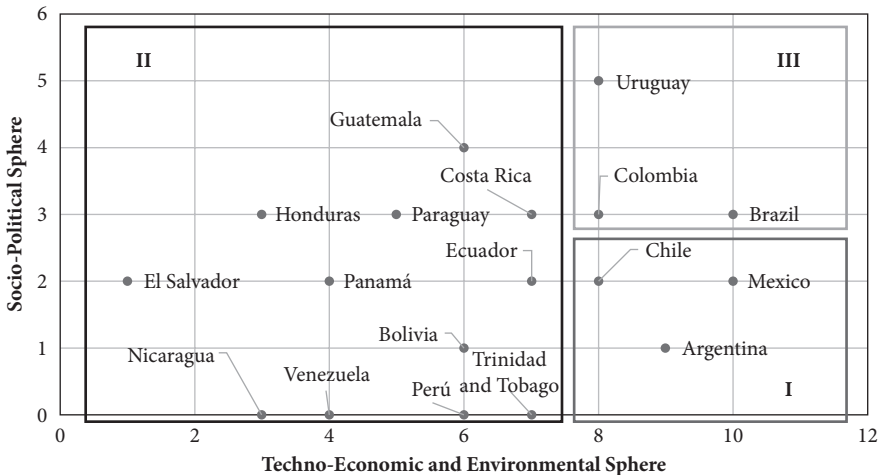 6
5
4
3
2
1
0
Socio-Political Sphere
II
III
Uruguay
Guatemala
Costa Rica
Colombia
Honduras
Paraguay
Brazil
Ecuador
Chile
El Salvador
Panamá
Mexico
Nicaragua
Venezuela
Bolivia
Perú
Trinidad
and Tobago
Argentina
I
0 2 4 6 8 10 12
Techno-Economic and Environmental Sphere